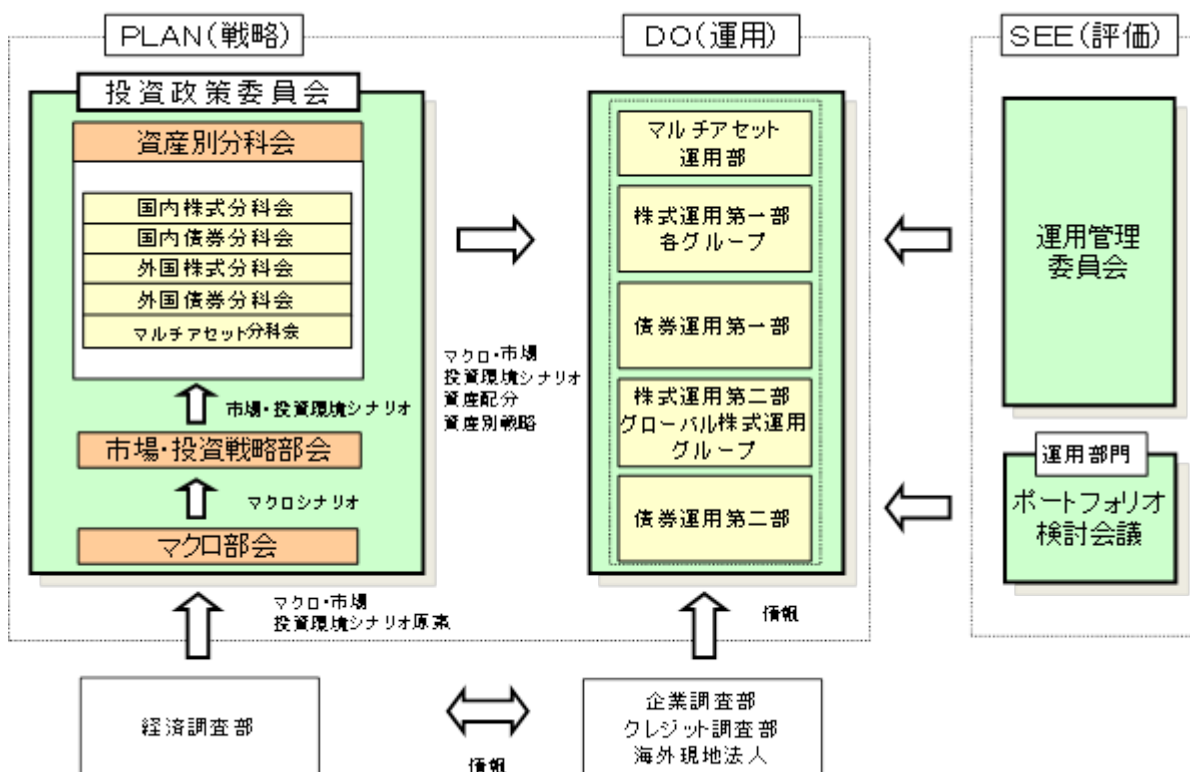 PLAN(戦略)
投資政策委員会
資産別分科会
国内株式分科会
国内債券分科会
外国株式分科会
外国債券分科会
マルチアセット分科会
市場・投資環境シナリオ
市場・投資戦略部会
マクロシナリオ
マクロ部会
マクロ・市場
投資環境シナリオ原案
経済調査部
マクロ・市場
投資環境シナリオ
資産配分
資産別戦略
DO(運用)
マルチアセット
運用部
株式運用第一部
各グループ
債券運用第一部
株式運用第二部
グローバル株式運用
グループ
債券運用第二部
情報
情報
企業調査部
クレジット調査部
海外現地法人
SEE(評価)
運用管理
委員会
運用部門
ポートフォリオ
検討会議